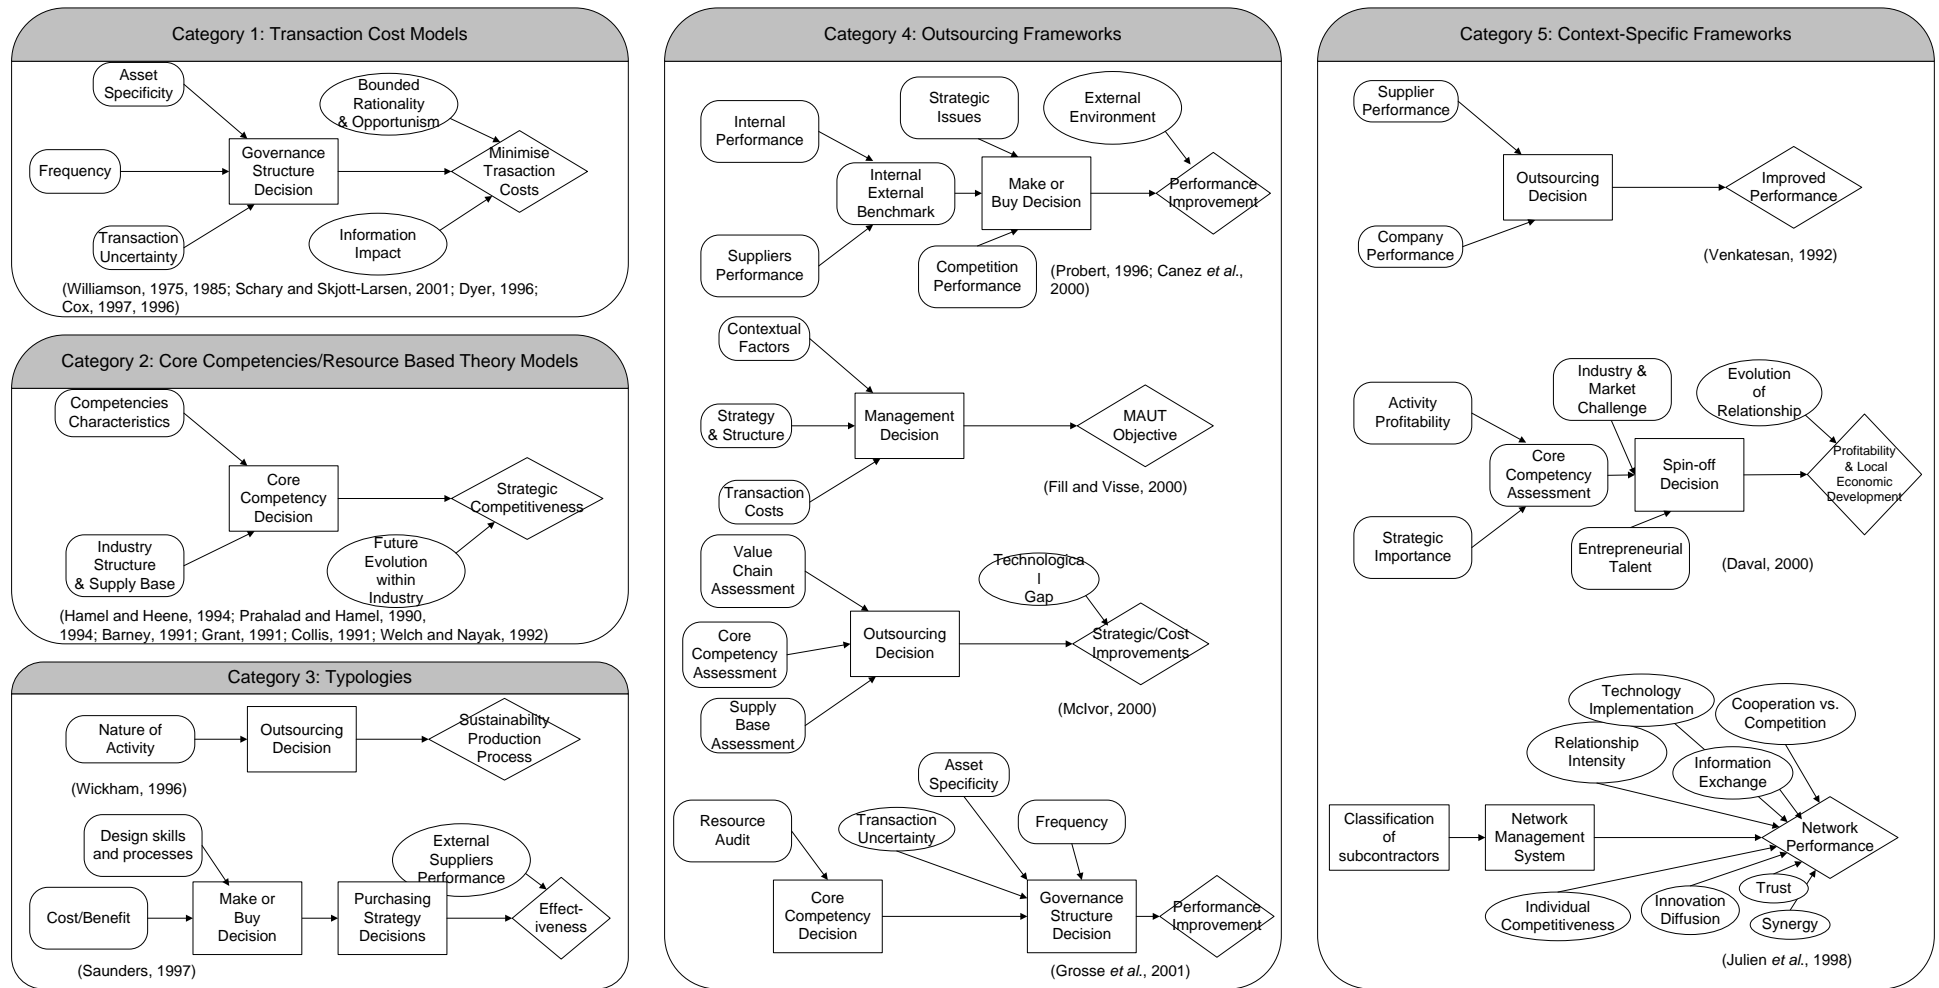 Category 1: Transaction Cost Models
Asset
Specificity
Bounded
Rationality
& Opportunism
Frequency
Governance
Structure
Decision
Minimise
Trasaction
Costs
Transaction
Uncertainty
Information
Impact
(Williamson, 1975, 1985; Schary and Skjott-Larsen, 2001; Dyer, 1996;
Cox, 1997, 1996)
Category 2: Core Competencies/Resource Based Theory Models
Competencies
Characteristics
Core
Competency
Decision
Strategic
Competitiveness
Industry
Structure
& Supply Base
Future
Evolution
within
Industry
(Hamel and Heene, 1994; Prahalad and Hamel, 1990,
1994; Barney, 1991; Grant, 1991; Collis, 1991; Welch and Nayak, 1992)
Category 3: Typologies
Nature of
Activity
Outsourcing
Decision
Sustainability
Production
Process
(Wickham, 1996)
Design skills
and processes
External
Suppliers
Performance
Cost/Benefit
Make or
Buy
Decision
Purchasing
Strategy
Decisions
Effect-
iveness
(Saunders, 1997)
Category 4: Outsourcing Frameworks
Internal
Performance
Strategic
Issues
External
Environment
Internal
External
Benchmark
Make or
Buy Decision
Performance
Improvement
Suppliers
Performance
Competition
Performance
(Probert, 1996; Canez et al.,
2000)
Contextual
Factors
Strategy
& Structure
Management
Decision
MAUT
Objective
Transaction
Costs
(Fill and Visse, 2000)
Value
Chain
Assessment
Technologica
l
Gap
Core
Competency
Assessment
Outsourcing
Decision
Strategic/Cost
Improvements
Supply
Base
Assessment
(McIvor, 2000)
Asset
Specificity
Resource
Audit
Transaction
Uncertainty
Frequency
Core
Competency
Decision
Governance
Structure
Decision
Performance
Improvement
(Grosse et al., 2001)
Category 5: Context-Specific Frameworks
Supplier
Performance
Outsourcing
Decision
Improved
Performance
Company
Performance
(Venkatesan, 1992)
Activity
Profitability
Industry &
Market
Challenge
Evolution
of
Relationship
Core
Competency
Assessment
Spin-off
Decision
Profitability
& Local
Economic
Development
Strategic
Importance
Entrepreneurial
Talent
(Daval, 2000)
Technology
Implementation
Cooperation vs.
Competition
Relationship
Intensity
Information
Exchange
Classification
of
subcontractors
Network
Management
System
Network
Performance
Individual
Competitiveness
Innovation
Diffusion
Trust
Synergy
(Julien et al., 1998)